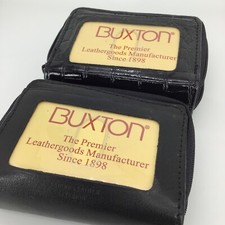 BUXTON®
The Premier
Leathergoods Manufacturer
Since 1898
BUXTON®
The Premier
Leathergoods Manufacturer
Since 1898